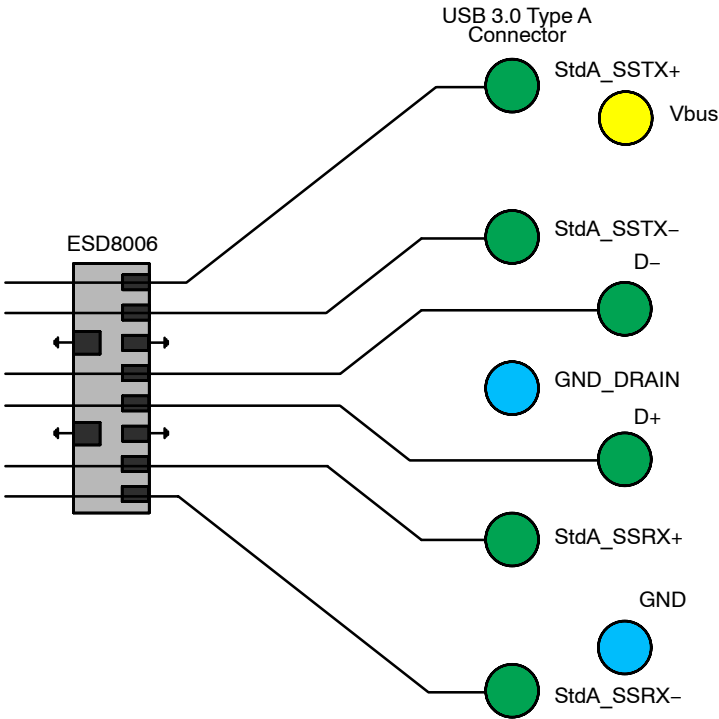 USB 3.0 Type A
Connector
StdA_SSTX+
Vbus
StdA_SSTX−
ESD8006
D−
GND_DRAIN
D+
StdA_SSRX+
GND
StdA_SSRX−